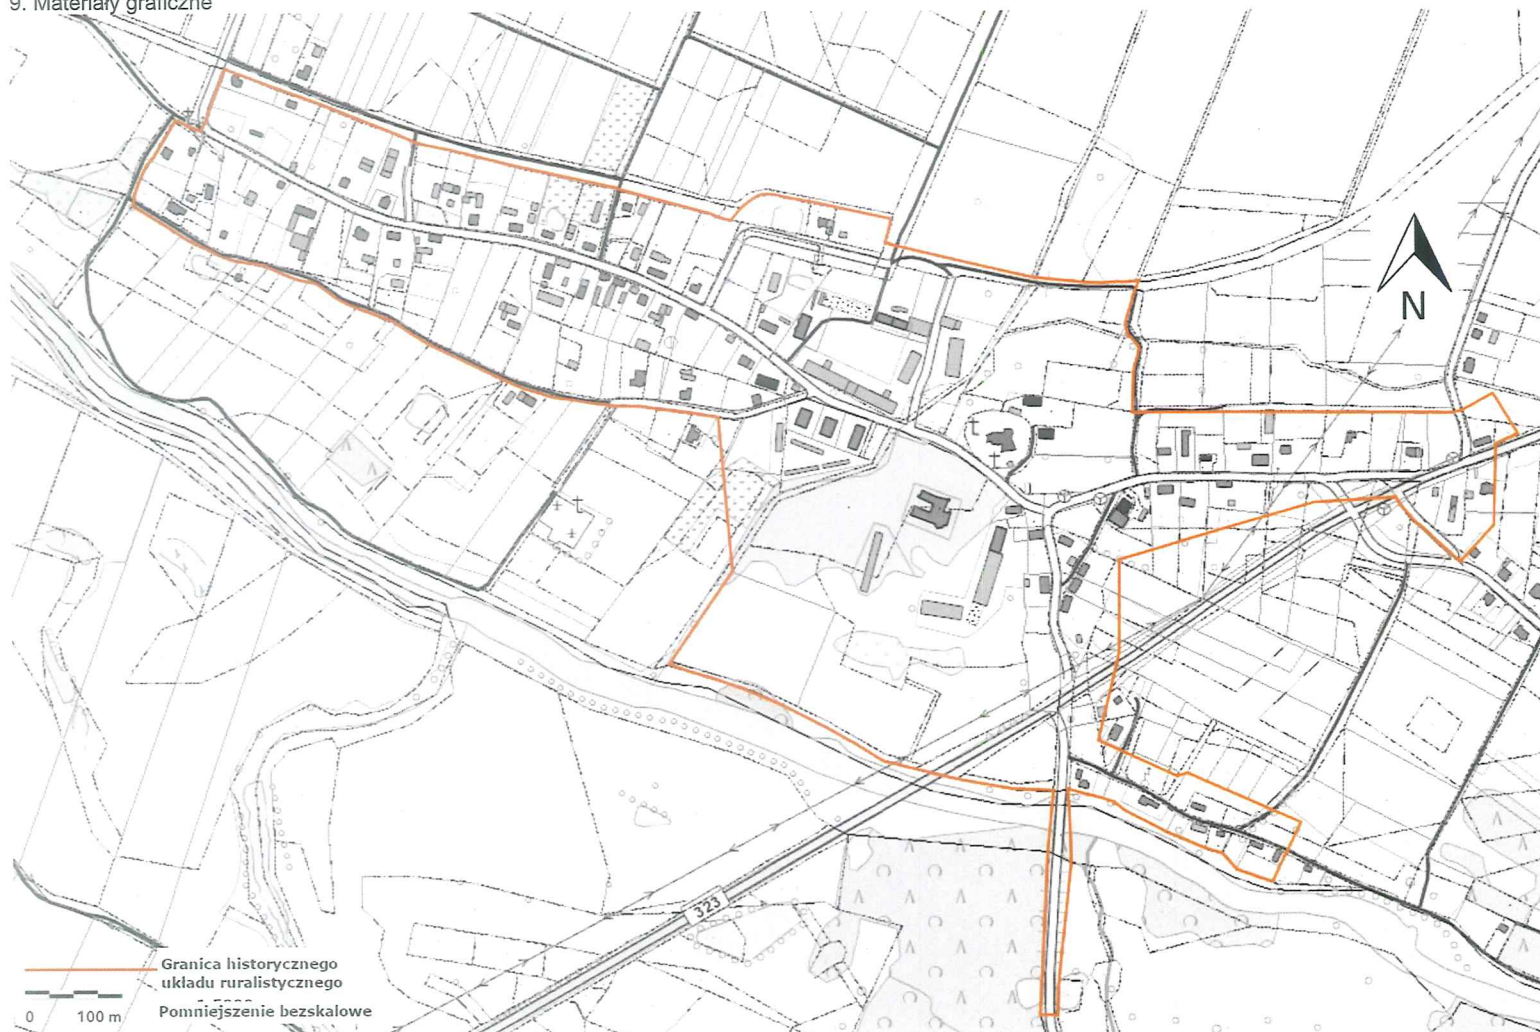 9. Materiały graficzne
N
323
Granica historycznego
układu ruralistycznego
0 100 m
Pomniejszenie bezskalowe